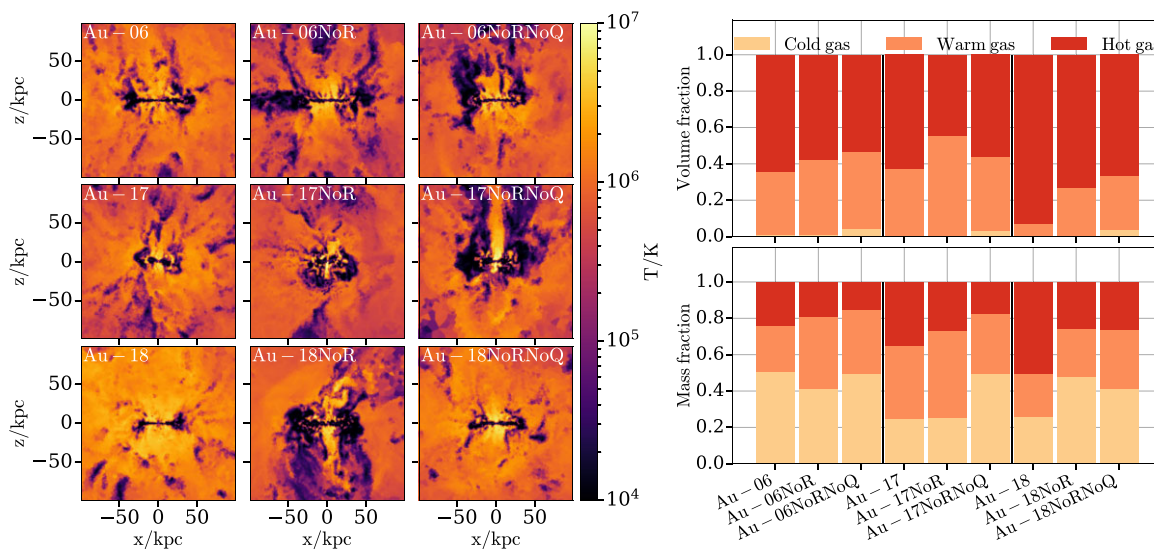 Au − 06
Au − 06NoR
Au − 06NoRNoQ
Au − 17
Au − 17NoR
Au − 17NoRNoQ
Au − 18
Au − 18NoR
Au − 18NoRNoQ
z/kpc
50
0
−50
z/kpc
50
0
−50
z/kpc
50
0
−50
−50 0 50
−50 0 50
−50 0 50
x/kpc
x/kpc
x/kpc
10^7
10^6
10^5
10^4
T/K
Cold gas
Warm gas
Hot gas
Volume fraction
1.0
0.8
0.6
0.4
0.2
0.0
Mass fraction
1.0
0.8
0.6
0.4
0.2
0.0
Au − 06
Au − 06NoR
Au − 06NoRNoQ
Au − 17
Au − 17NoR
Au − 17NoRNoQ
Au − 18
Au − 18NoR
Au − 18NoRNoQ